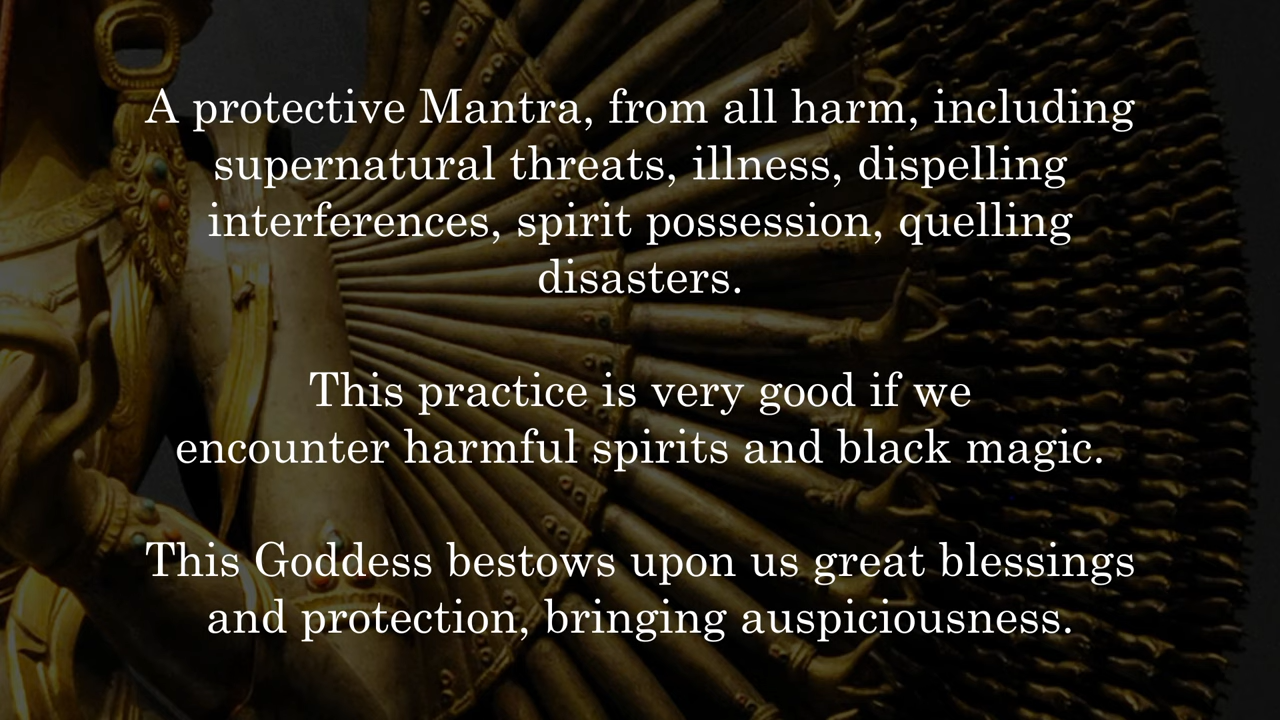 A protective Mantra, from all harm, including
supernatural threats, illness, dispelling
interferences, spirit possession, quelling
disasters.
This practice is very good if we
encounter harmful spirits and black magic.
This Goddess bestows upon us great blessings
and protection, bringing auspiciousness.